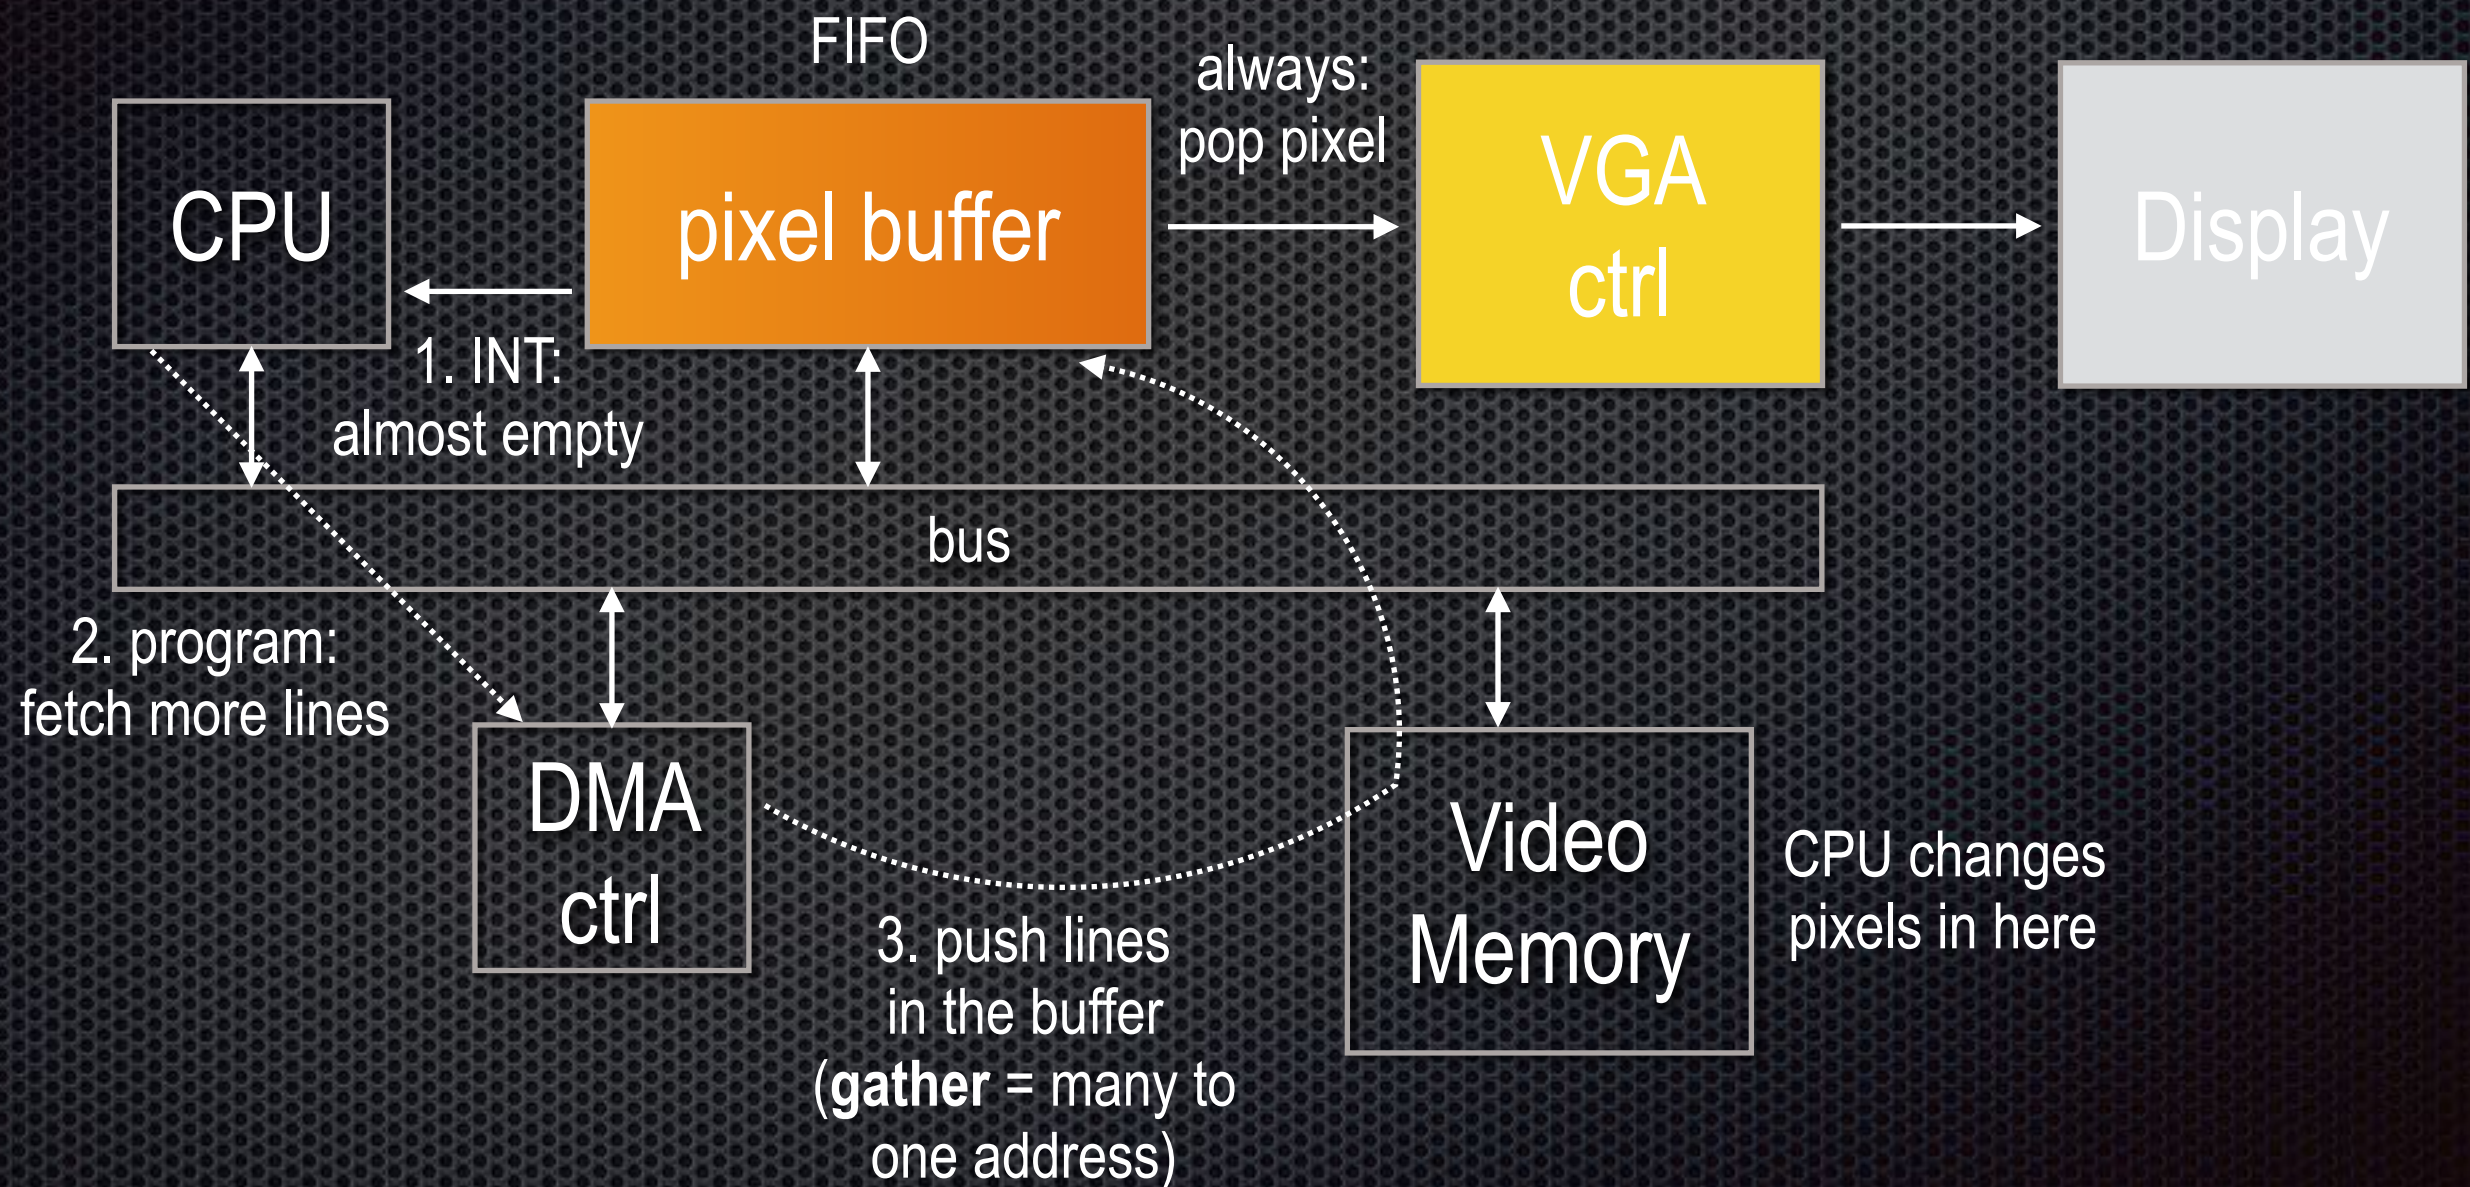 FIFO
CPU
pixel buffer
always:
pop pixel
VGA
ctrl
Display
1. INT:
almost empty
bus
2. program:
fetch more lines
DMA
ctrl
3. push lines
in the buffer
(gather = many to
one address)
Video
Memory
CPU changes
pixels in here